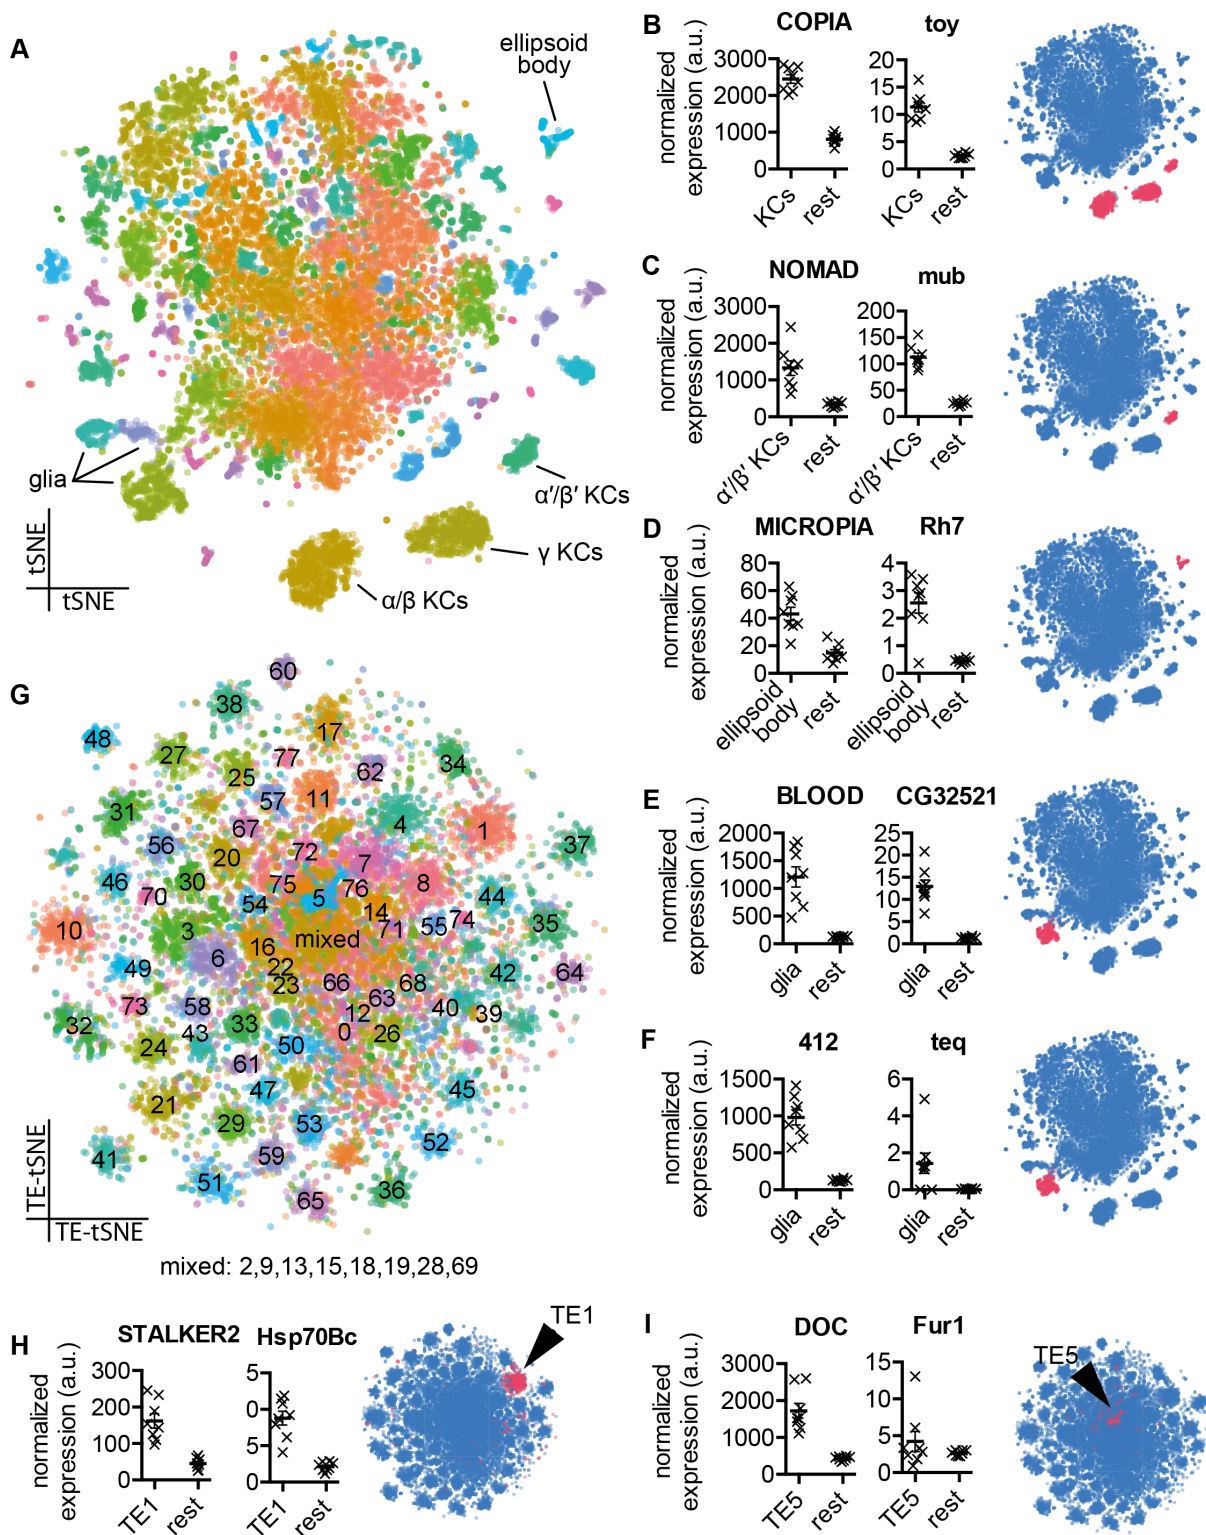 A
ellipsoid
body
glia
α′/β′ KCs
γ KCs
α/β KCs
tSNE
tSNE
B
COPIA
toy
normalized
expression (a.u.)
3000
2000
1000
0
KCs
rest
20
15
10
5
0
KCs
rest
C
NOMAD
mub
normalized
expression (a.u.)
3000
2000
1000
0
α′/β′ KCs
rest
200
150
100
50
0
α′/β′ KCs
rest
D
MICROPIA
Rh7
normalized
expression (a.u.)
80
60
40
20
0
ellipsoid
body
rest
4
3
2
1
0
ellipsoid
body
rest
E
BLOOD
CG32521
normalized
expression (a.u.)
2000
1500
1000
500
0
glia
rest
25
20
15
10
5
0
glia
rest
F
412
teq
normalized
expression (a.u.)
1500
1000
500
0
glia
rest
6
4
2
0
glia
rest
G
60
38
17
48
27
77
62
34
25
57
11
31
67
4
1
56
72
37
20
7
46
30
75
76
8
70
54
5
44
14
10
3
71
55
74
35
mixed
16
6
49
22
42
64
23
66
68
73
58
63
40
39
12
32
43
33
0
26
24
50
61
47
45
21
29
53
52
41
59
51
36
65
TE-tSNE
TE-tSNE
mixed: 2,9,13,15,18,19,28,69
H
STALKER2
Hsp70Bc
TE1
normalized
expression (a.u.)
300
200
100
0
TE1
rest
5
0
5
0
TE1
rest
I
DOC
Fur1
TE5
normalized
expression (a.u.)
3000
2000
1000
0
TE5
rest
15
10
5
0
TE5
rest